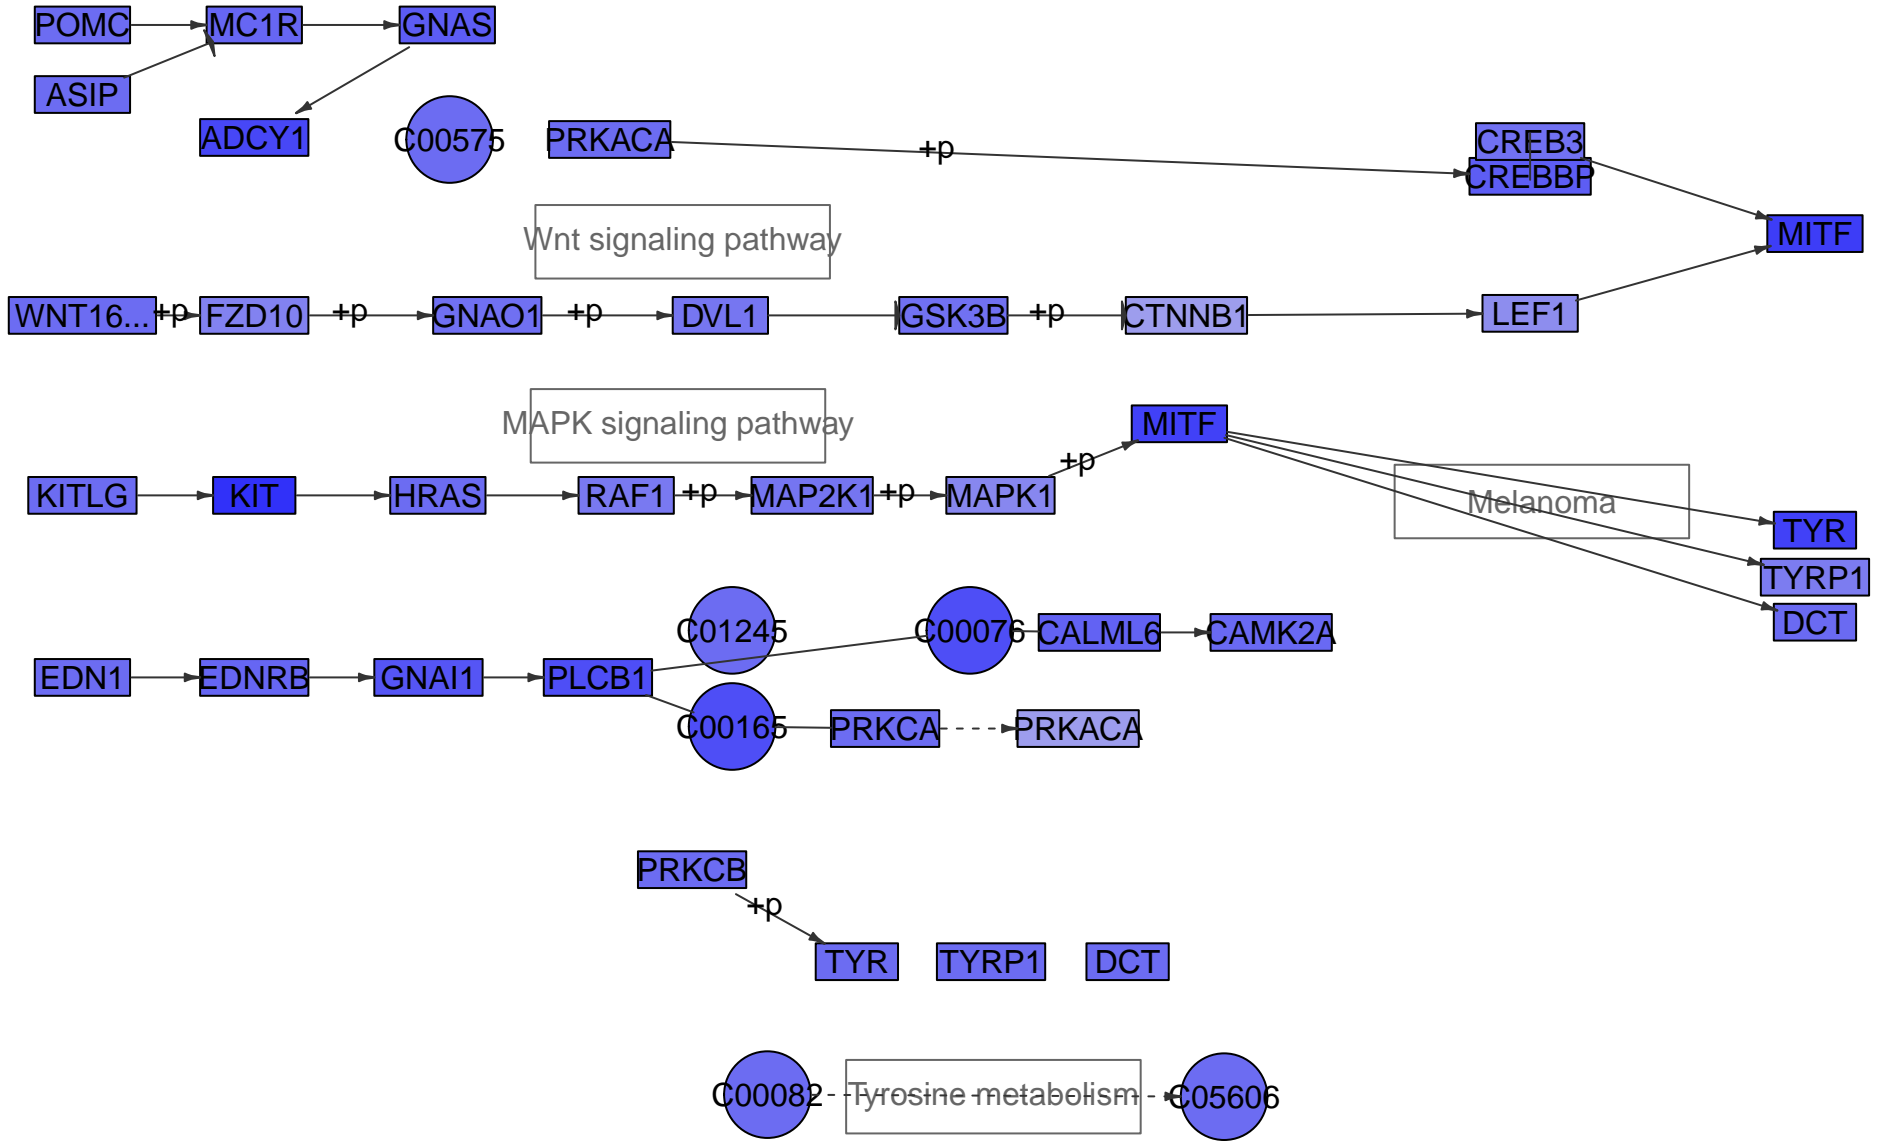 POMC
MC1R
GNAS
ASIP
ADCY1
C00575
PRKACA
+p
CREB3
CREBBP
MITF
Wnt signaling pathway
WNT16...
+p
FZD10
+p
GNAO1
+p
DVL1
GSK3B
+p
CTNNB1
LEF1
MAPK signaling pathway
MITF
+p
KITLG
KIT
HRAS
RAF1
+p
MAP2K1
+p
MAPK1
Melanoma
TYR
TYRP1
DCT
C01245
C00076
CALML6
CAMK2A
EDN1
EDNRB
GNAI1
PLCB1
C00165
PRKCA
PRKACA
PRKCB
+p
TYR
TYRP1
DCT
C00082
Tyrosine metabolism
C05606